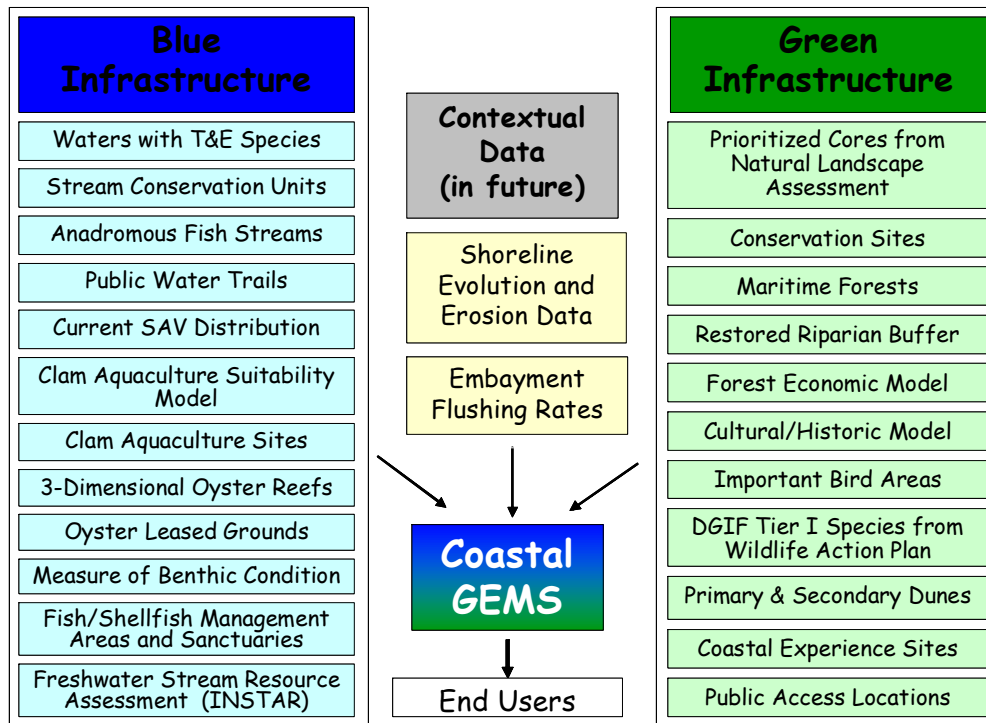 Blue
Infrastructure
Waters with T&E Species
Stream Conservation Units
Anadromous Fish Streams
Public Water Trails
Current SAV Distribution
Clam Aquaculture Suitability
Model
Clam Aquaculture Sites
3-Dimensional Oyster Reefs
Oyster Leased Grounds
Measure of Benthic Condition
Fish/Shellfish Management
Areas and Sanctuaries
Freshwater Stream Resource
Assessment (INSTAR)
Contextual
Data
(in future)
Shoreline
Evolution and
Erosion Data
Embayment
Flushing Rates
Coastal
GEMS
End Users
Green
Infrastructure
Prioritized Cores from
Natural Landscape
Assessment
Conservation Sites
Maritime Forests
Restored Riparian Buffer
Forest Economic Model
Cultural/Historic Model
Important Bird Areas
DGIF Tier I Species from
Wildlife Action Plan
Primary & Secondary Dunes
Coastal Experience Sites
Public Access Locations